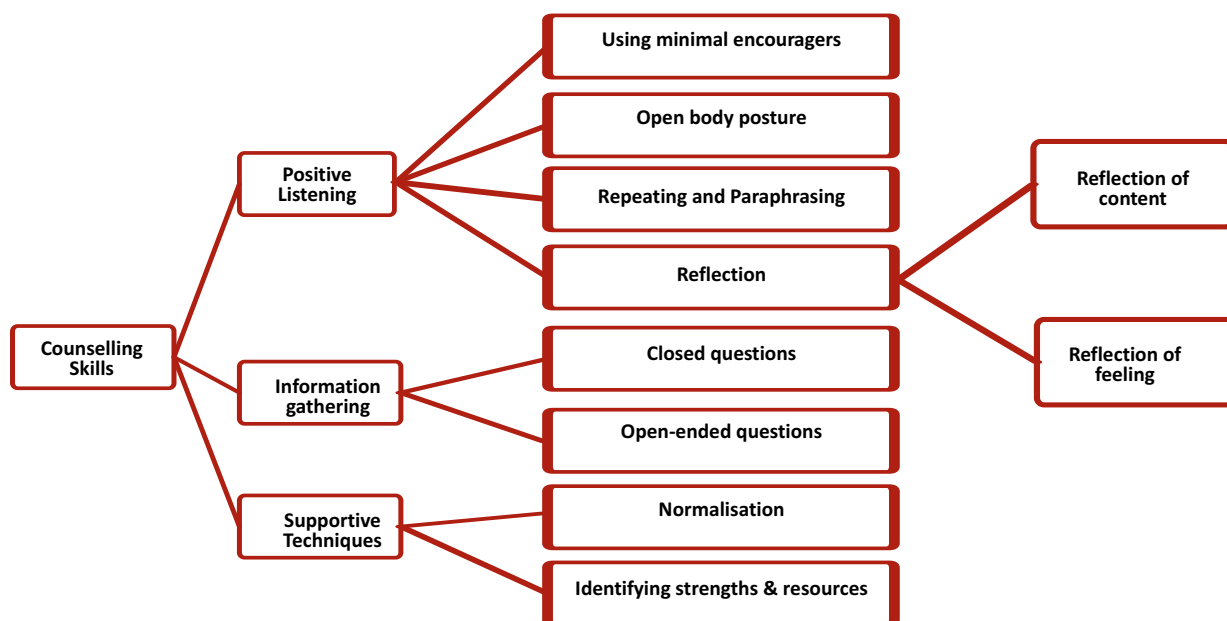 Using minimal encouragers
Open body posture
Positive
Listening
Repeating and Paraphrasing
Reflection of
content
Reflection
Counselling
Skills
Closed questions
Reflection of
feeling
Information
gathering
Open-ended questions
Normalisation
Supportive
Techniques
Identifying strengths & resources